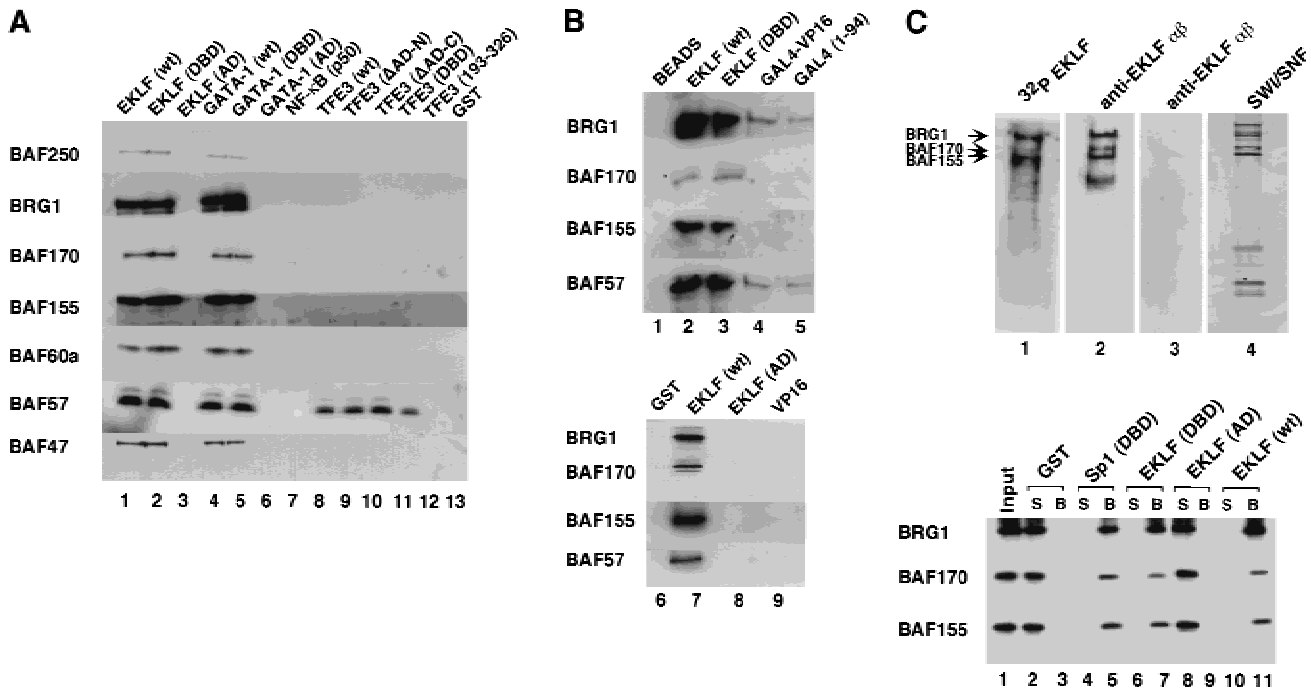 A
EKLF (wt)
EKLF (DBD)
EKLF (AD)
GATA-1 (wt)
GATA-1 (DBD)
GATA-1 (AD)
NF-κB (p50)
TFE3 (wt)
TFE3 (ΔAD-N)
TFE3 (ΔAD-C)
TFE3 (DBD)
TFE3 (193-326)
GST
BAF250
BRG1
BAF170
BAF155
BAF60a
BAF57
BAF47
1 2 3 4 5 6 7 8 9 10 11 12 13
B
BEADS
EKLF (wt)
EKLF (DBD)
GAL4-VP16
GAL4 (1-94)
BRG1
BAF170
BAF155
BAF57
1 2 3 4 5
GST
EKLF (wt)
EKLF (AD)
VP16
BRG1
BAF170
BAF155
BAF57
6 7 8 9
C
32P EKLF
anti-EKLF αβ
anti-EKLF αβ
SWI/SNF
BRG1
BAF170
BAF155
1 2 3 4
Input
GST
Sp1 (DBD)
EKLF (DBD)
EKLF (AD)
EKLF (wt)
S B S B S B S B S B
BRG1
BAF170
BAF155
1 2 3 4 5 6 7 8 9 10 11